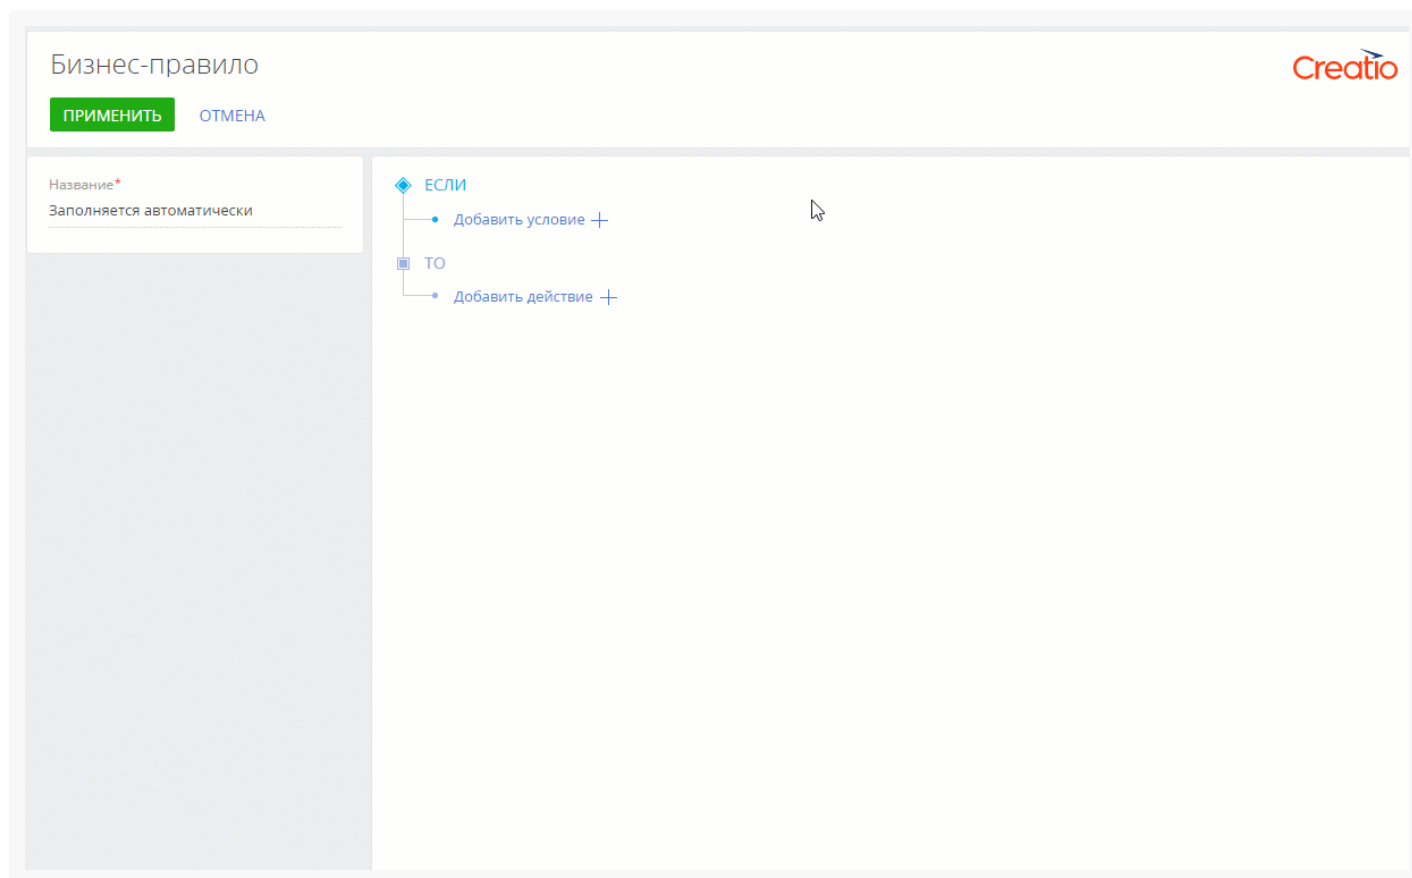 Бизнес-правило
Creatio
ПРИМЕНИТЬ ОТМЕНА
Название*
Заполняется автоматически
ЕСЛИ
Добавить условие
ТО
Добавить действие